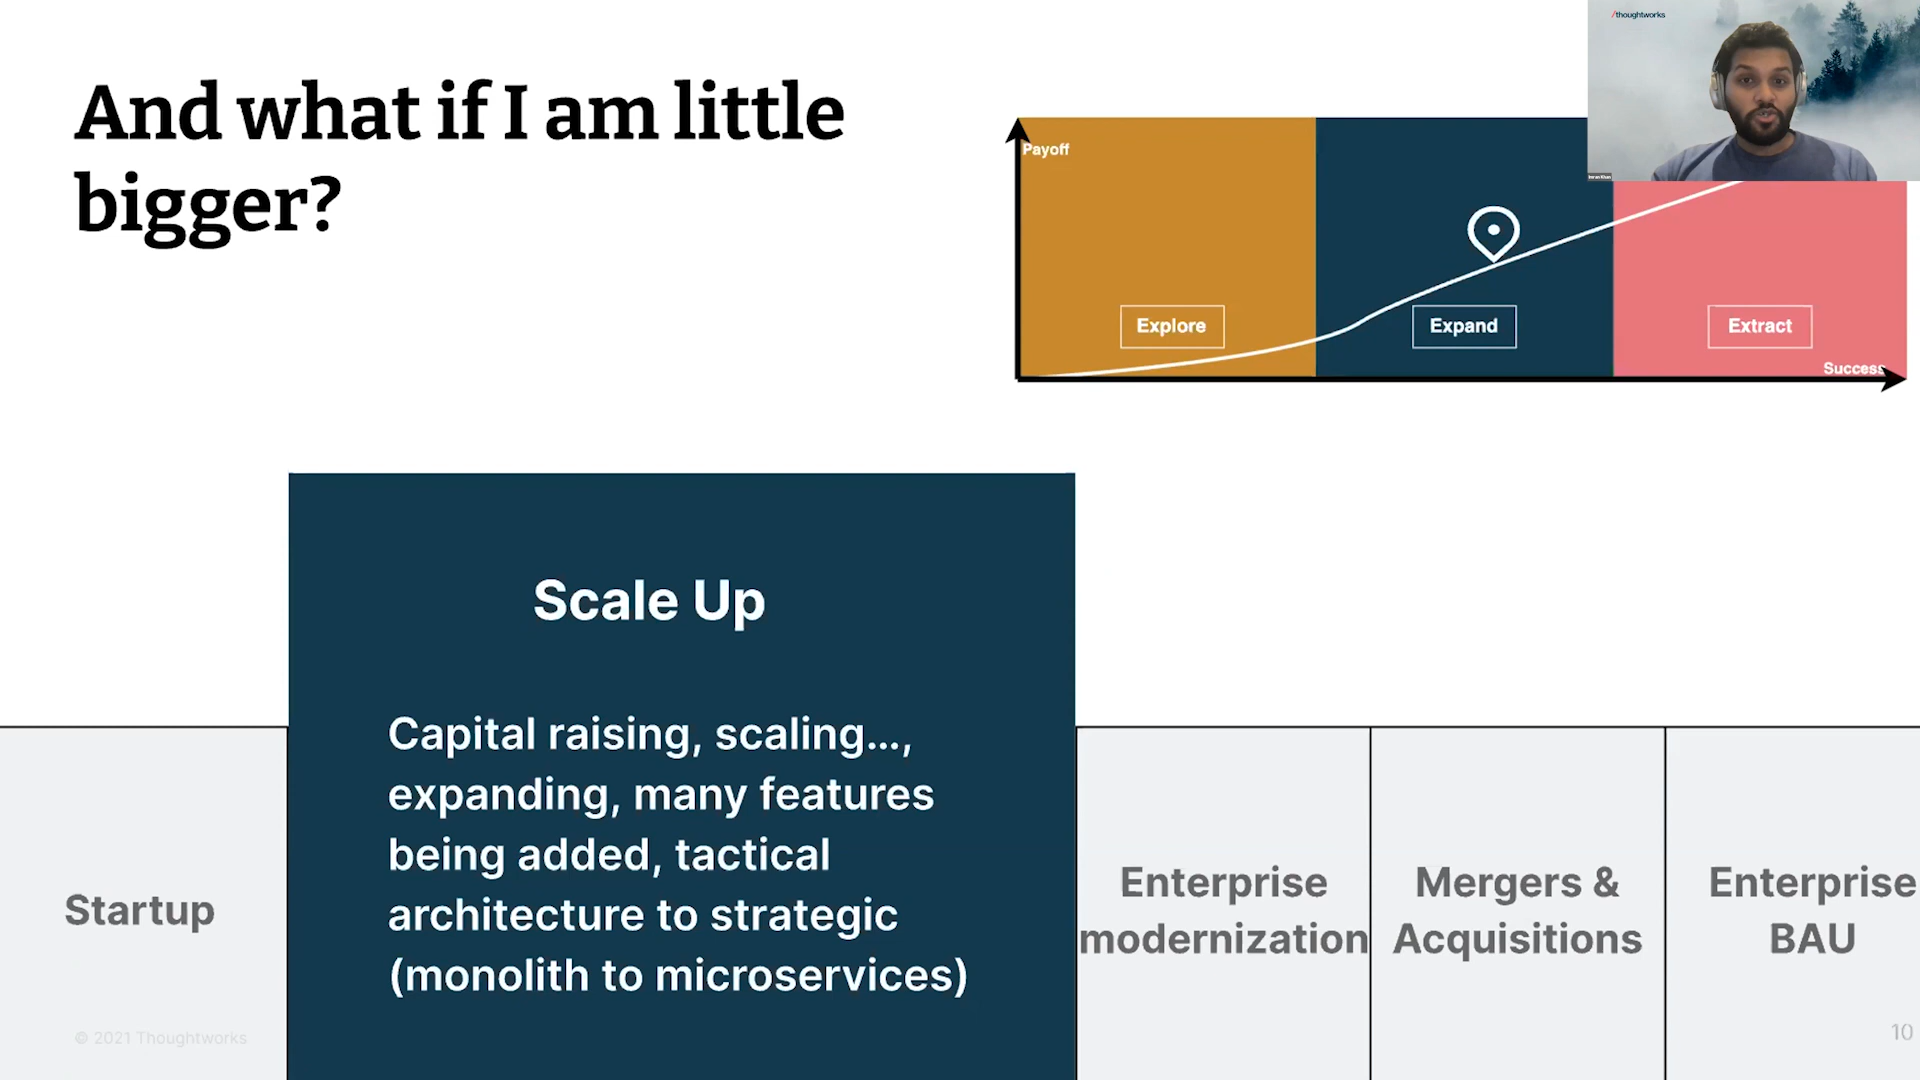 And what if I am little
bigger?
/thoughtworks
Payoff
Explore
Expand
Extract
Success
Scale Up
Capital raising, scaling...,
expanding, many features
being added, tactical
architecture to strategic
(monolith to microservices)
Startup
Enterprise
modernization
Mergers &
Acquisitions
Enterprise
BAU
© 2021 Thoughtworks
10